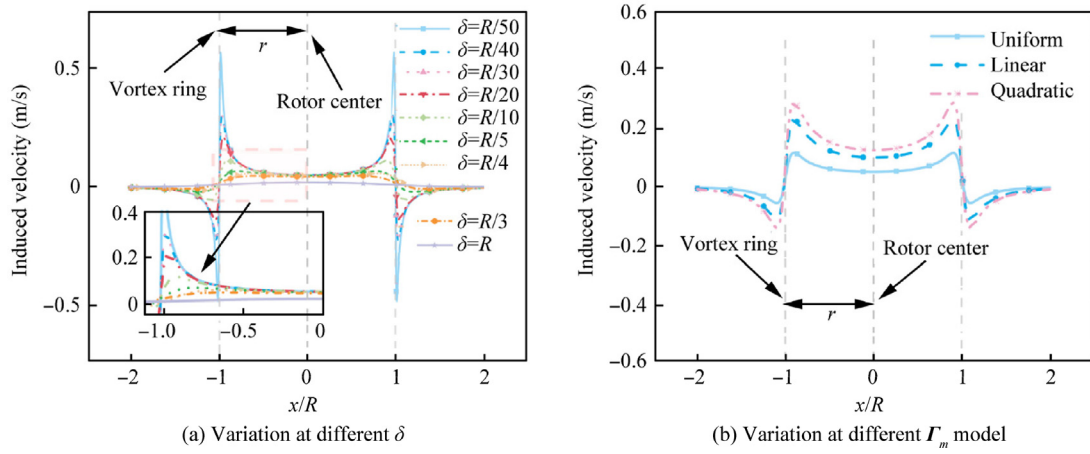 δ=R/50
δ=R/40
δ=R/30
δ=R/20
δ=R/10
δ=R/5
δ=R/4
δ=R/3
δ=R
r
Vortex ring
Rotor center
Induced velocity (m/s)
0.5
0
−0.5
0.4
0.2
0
−1.0
−0.5
0
−2
−1
0
1
2
x/R
(a) Variation at different δ
Uniform
Linear
Quadratic
Vortex ring
Rotor center
r
Induced velocity (m/s)
0.6
0.4
0.2
0
−0.2
−0.4
−0.6
−2
−1
0
1
2
x/R
(b) Variation at different Γm model